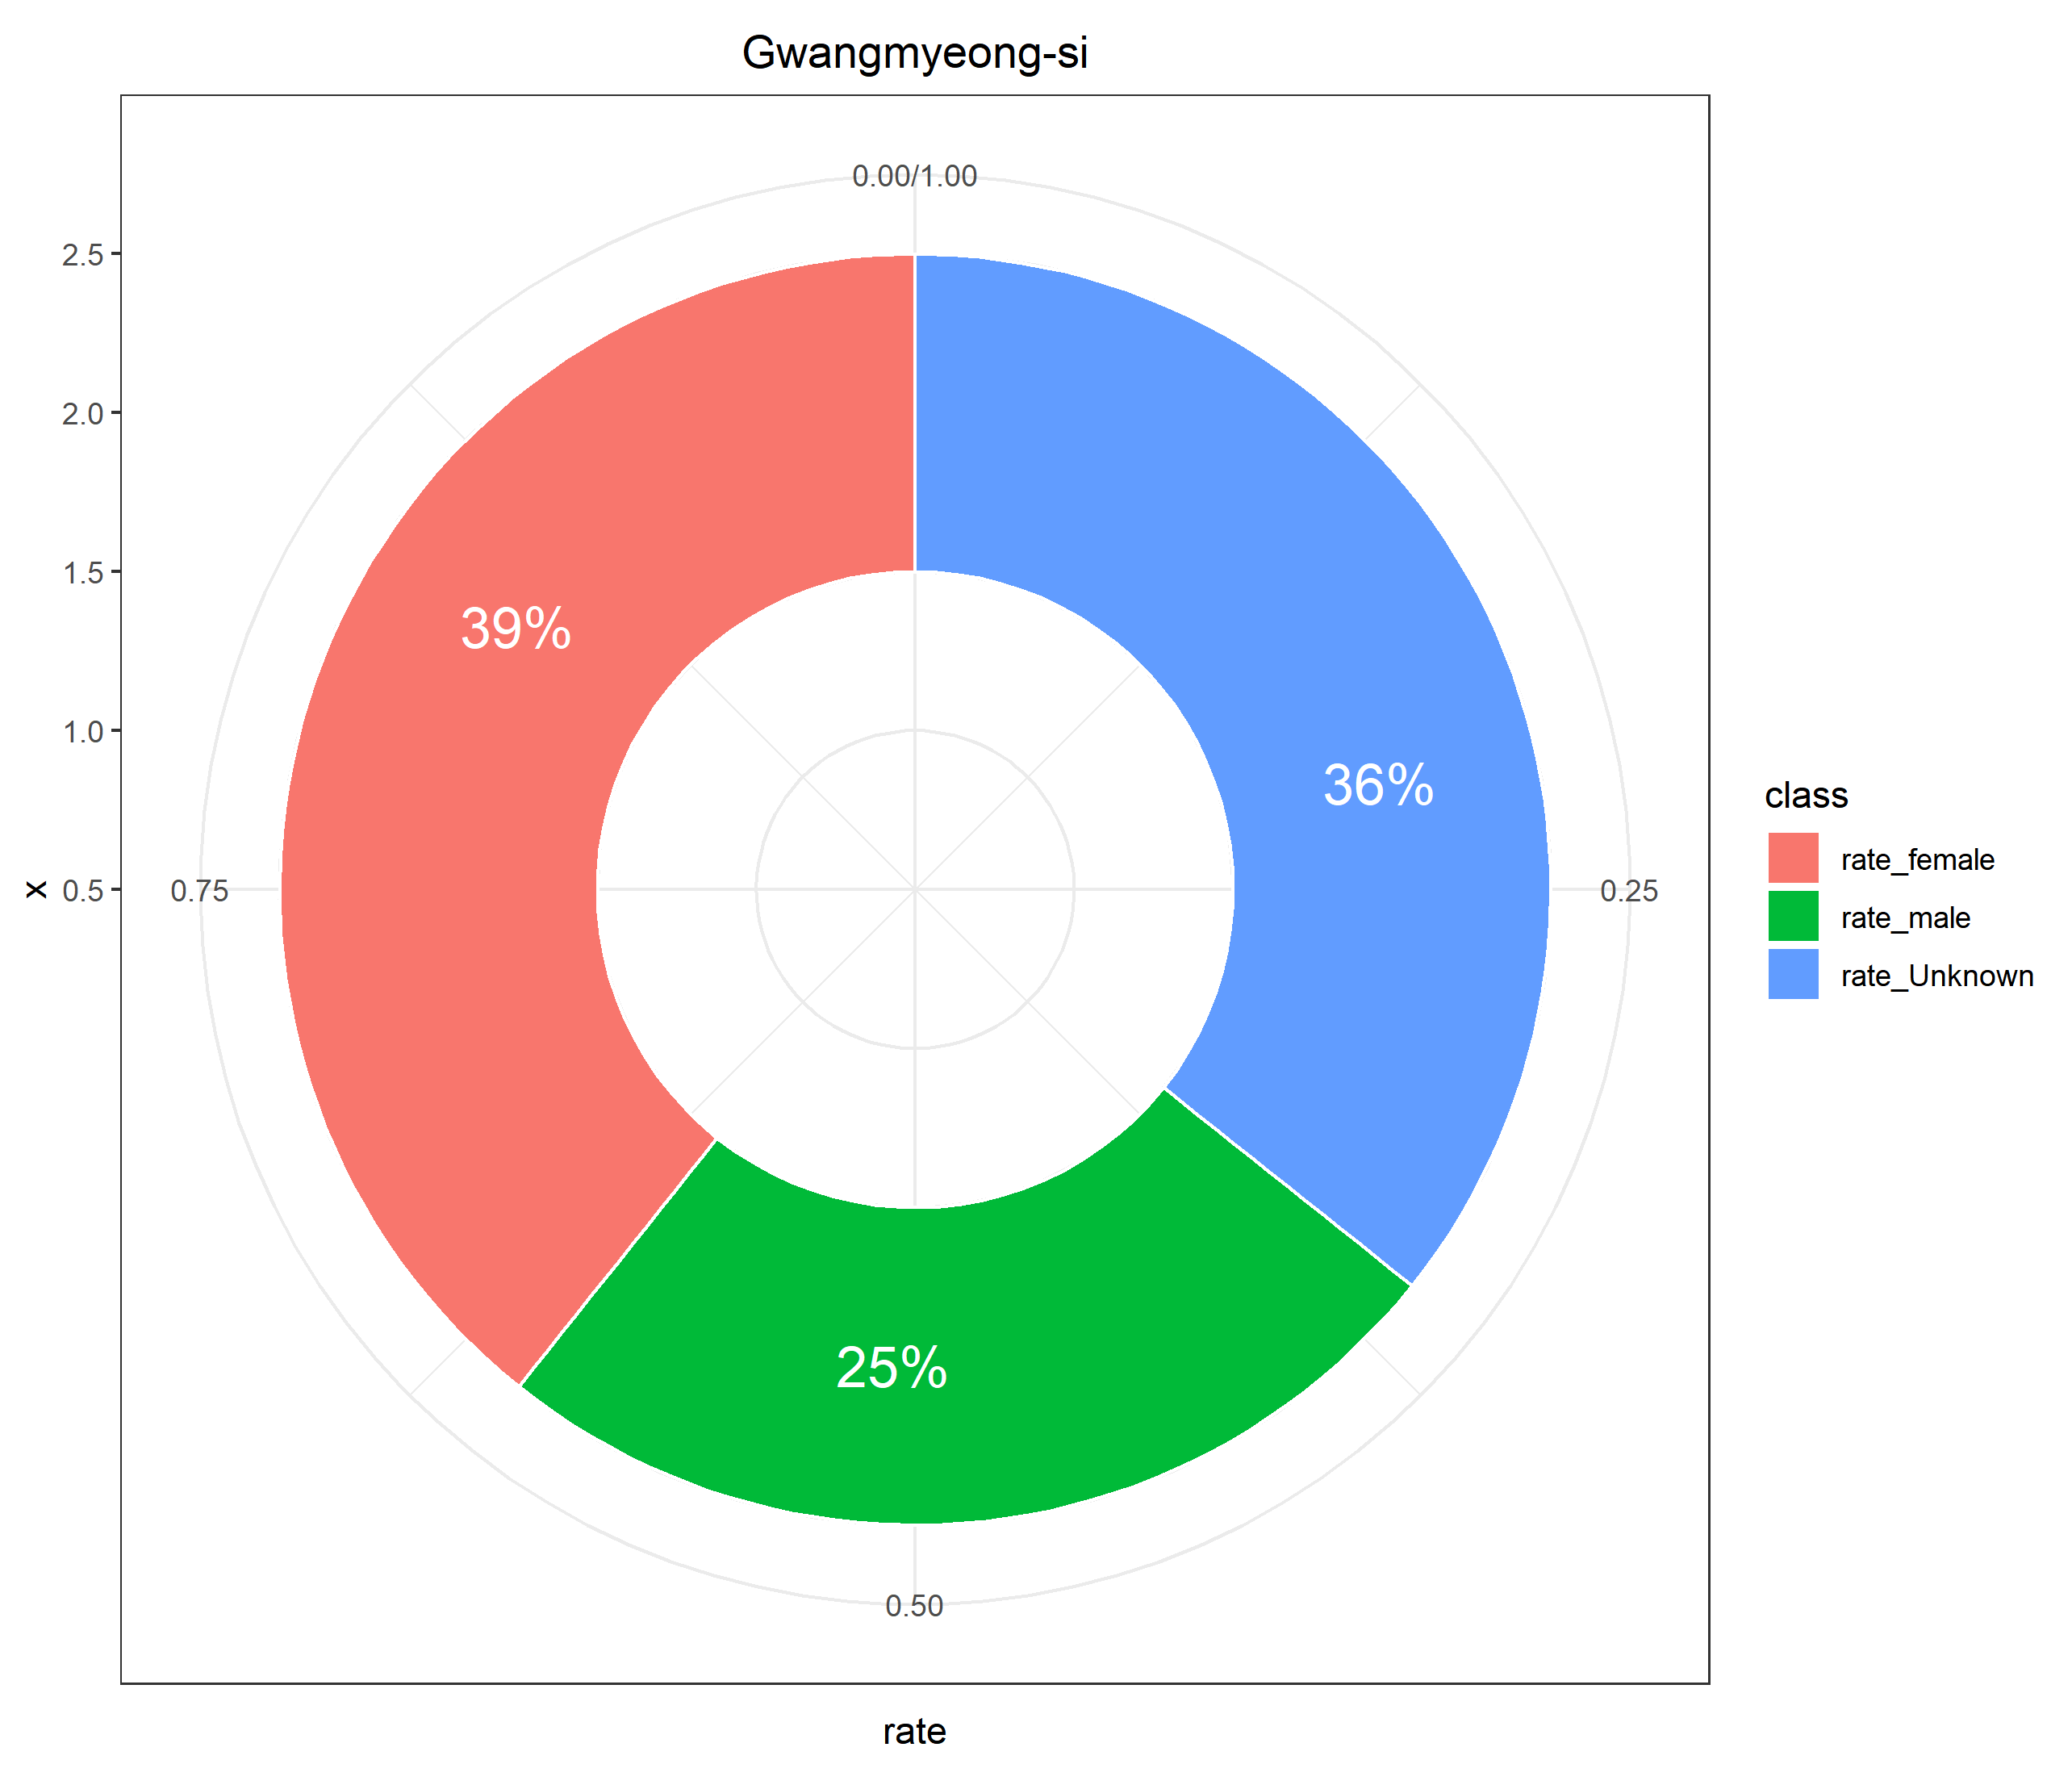 Gwangmyeong-si
0.00/1.00
2.5
2.0
1.5
1.0
0.5
x
0.75
0.25
0.50
39%
36%
25%
rate
class
rate_female
rate_male
rate_Unknown